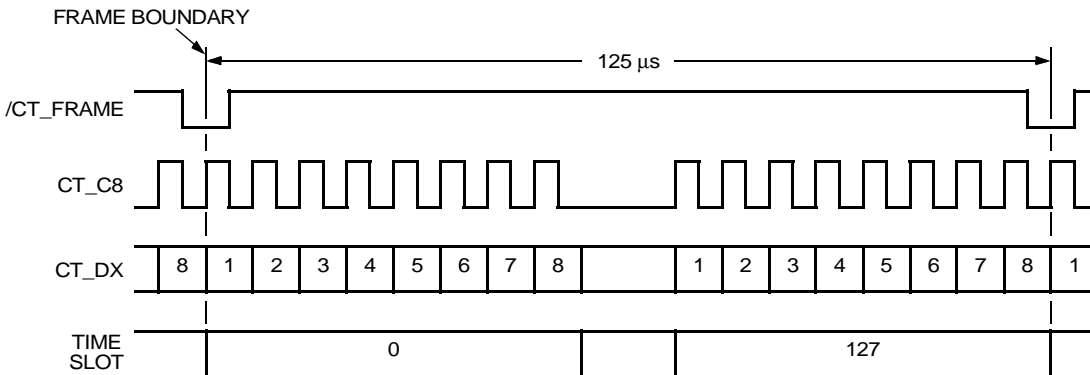 FRAME BOUNDARY
125 μs
/CT_FRAME
CT_C8
CT_DX 8 1 2 3 4 5 6 7 8 1 2 3 4 5 6 7 8 1
TIME
SLOT
0 127